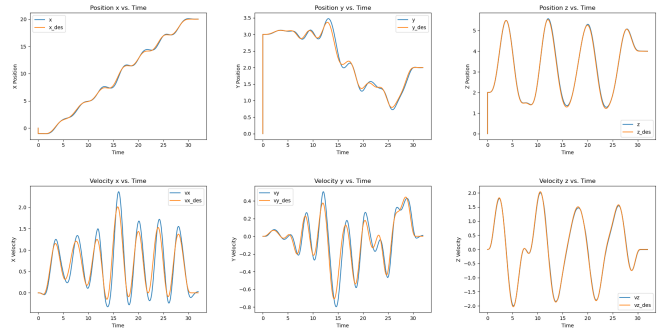 Position x vs. Time
x
x_des
X Position
20
15
10
5
0
0 5 10 15 20 25 30
Time
Position y vs. Time
y
y_des
Y Position
3.5
3.0
2.5
2.0
1.5
1.0
0.5
0.0
0 5 10 15 20 25 30
Time
Position z vs. Time
z
z_des
Z Position
6
5
4
3
2
1
0
0 5 10 15 20 25 30
Time
Velocity x vs. Time
vx
vx_des
X Velocity
2.0
1.5
1.0
0.5
0.0
0 5 10 15 20 25 30
Time
Velocity y vs. Time
vy
vy_des
Y Velocity
0.4
0.2
0.0
-0.2
-0.4
-0.6
-0.8
0 5 10 15 20 25 30
Time
Velocity z vs. Time
vz
vz_des
Z Velocity
2.0
1.5
1.0
0.5
0.0
-0.5
-1.0
-1.5
-2.0
0 5 10 15 20 25 30
Time